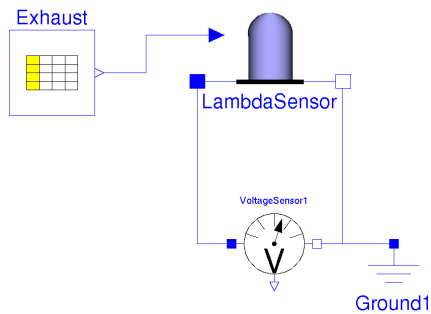 Exhaust
LambdaSensor
VoltageSensor1
V
Ground1